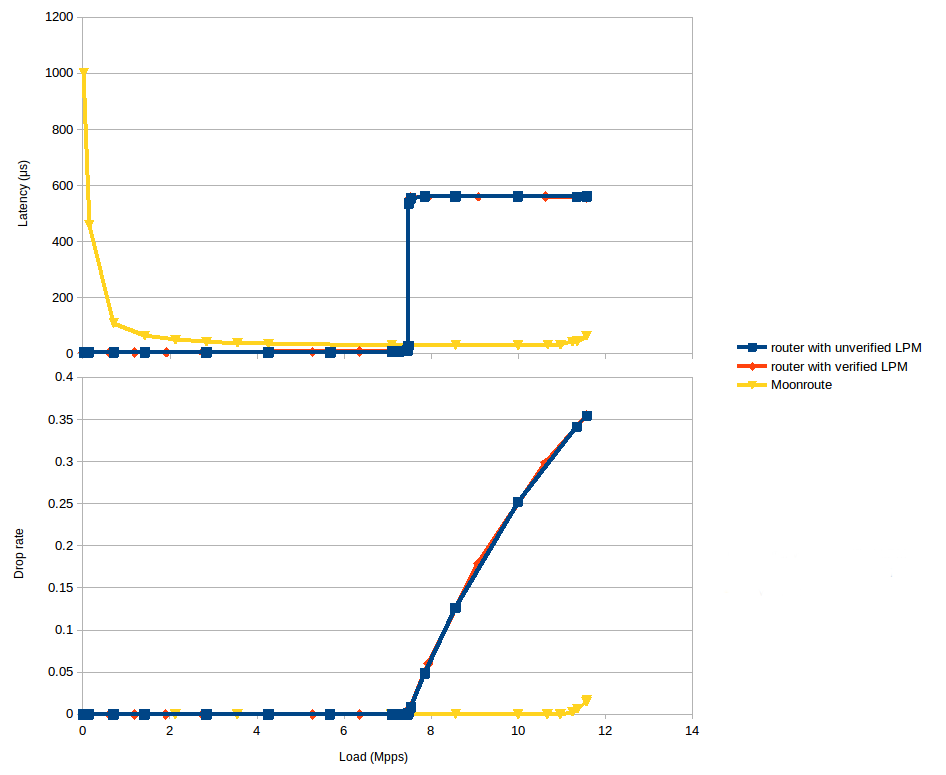 1200
1000
800
600
400
200
0
Latency (µs)
0.4
0.35
0.3
0.25
0.2
0.15
0.1
0.05
0
Drop rate
0 2 4 6 8 10 12 14
Load (Mpps)
router with unverified LPM
router with verified LPM
Moonroute